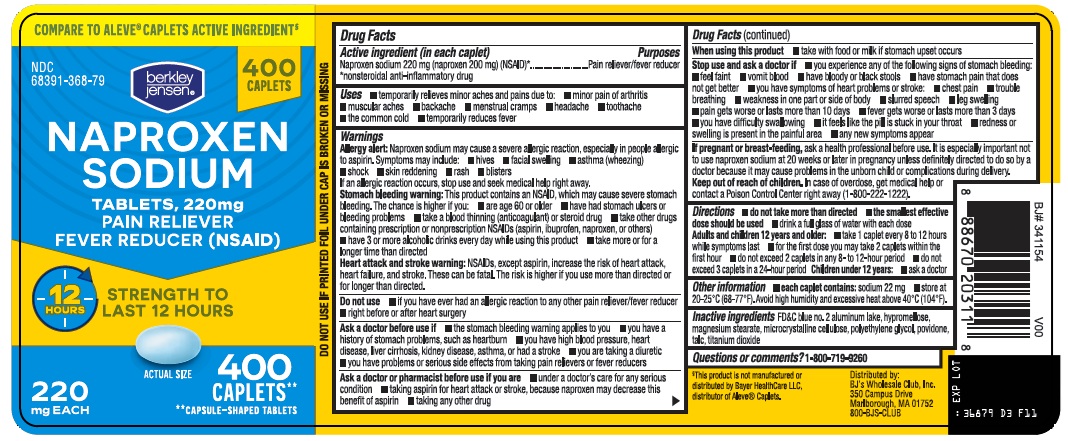 COMPARE TO ALEVE® CAPLETS ACTIVE INGREDIENT§
NDC
68391-368-79
berkley
jensen®
400
CAPLETS
NAPROXEN
SODIUM
TABLETS, 220mg
PAIN RELIEVER
FEVER REDUCER (NSAID)
12
HOURS
STRENGTH TO
LAST 12 HOURS
ACTUAL SIZE
220
mg EACH
400
CAPLETS**
**CAPSULE-SHAPED TABLETS
DO NOT USE IF PRINTED FOIL UNDER CAP IS BROKEN OR MISSING
Drug Facts
Active ingredient (in each caplet) Purposes
Naproxen sodium 220 mg (naproxen 200 mg) (NSAID)*................Pain reliever/fever reducer
*nonsteroidal anti-inflammatory drug
Uses ■ temporarily relieves minor aches and pains due to: ■ minor pain of arthritis
■ muscular aches ■ backache ■ menstrual cramps ■ headache ■ toothache
■ the common cold ■ temporarily reduces fever
Warnings
Allergy alert: Naproxen sodium may cause a severe allergic reaction, especially in people allergic
to aspirin. Symptoms may include: ■ hives ■ facial swelling ■ asthma (wheezing)
■ shock ■ skin reddening ■ rash ■ blisters
If an allergic reaction occurs, stop use and seek medical help right away.
Stomach bleeding warning: This product contains an NSAID, which may cause severe stomach
bleeding. The chance is higher if you: ■ are age 60 or older ■ have had stomach ulcers or
bleeding problems ■ take a blood thinning (anticoagulant) or steroid drug ■ take other drugs
containing prescription or nonprescription NSAIDs (aspirin, ibuprofen, naproxen, or others)
■ have 3 or more alcoholic drinks every day while using this product ■ take more or for a
longer time than directed
Heart attack and stroke warning: NSAIDs, except aspirin, increase the risk of heart attack,
heart failure, and stroke. These can be fatal. The risk is higher if you use more than directed or
for longer than directed.
Do not use ■ if you have ever had an allergic reaction to any other pain reliever/fever reducer
■ right before or after heart surgery
Ask a doctor before use if ■ the stomach bleeding warning applies to you ■ you have a
history of stomach problems, such as heartburn ■ you have high blood pressure, heart
disease, liver cirrhosis, kidney disease, asthma, or had a stroke ■ you are taking a diuretic
■ you have problems or serious side effects from taking pain relievers or fever reducers
Ask a doctor or pharmacist before use if you are ■ under a doctor's care for any serious
condition ■ taking aspirin for heart attack or stroke, because naproxen may decrease this
benefit of aspirin ■ taking any other drug
Drug Facts (continued)
When using this product ■ take with food or milk if stomach upset occurs
Stop use and ask a doctor if ■ you experience any of the following signs of stomach bleeding:
■ feel faint ■ vomit blood ■ have bloody or black stools ■ have stomach pain that does
not get better ■ you have symptoms of heart problems or stroke: ■ chest pain ■ trouble
breathing ■ weakness in one part or side of body ■ slurred speech ■ leg swelling
■ pain gets worse or lasts more than 10 days ■ fever gets worse or lasts more than 3 days
■ you have difficulty swallowing ■ it feels like the pill is stuck in your throat ■ redness or
swelling is present in the painful area ■ any new symptoms appear
If pregnant or breast-feeding, ask a health professional before use. It is especially important not
to use naproxen sodium at 20 weeks or later in pregnancy unless definitely directed to do so by a
doctor because it may cause problems in the unborn child or complications during delivery.
Keep out of reach of children. In case of overdose, get medical help or
contact a Poison Control Center right away (1-800-222-1222).
Directions ■ do not take more than directed ■ the smallest effective
dose should be used ■ drink a full glass of water with each dose
Adults and children 12 years and older: ■ take 1 caplet every 8 to 12 hours
while symptoms last ■ for the first dose you may take 2 caplets within the
first hour ■ do not exceed 2 caplets in any 8- to 12-hour period ■ do not
exceed 3 caplets in a 24-hour period Children under 12 years: ■ ask a doctor
Other information ■ each caplet contains: sodium 22 mg ■ store at
20-25°C (68-77°F). Avoid high humidity and excessive heat above 40°C (104°F).
Inactive ingredients FD&C blue no. 2 aluminum lake, hypromellose,
magnesium stearate, microcrystalline cellulose, polyethylene glycol, povidone,
talc, titanium dioxide
Questions or comments? 1-800-719-9260
§This product is not manufactured or
distributed by Bayer HealthCare LLC,
distributor of Aleve® Caplets.
Distributed by:
BJ's Wholesale Club, Inc.
350 Campus Drive
Marlborough, MA 01752
800-BJS-CLUB
8 88670 20311 8
BJ# 341154
V00
EXP LOT
: 36879 D3 F11